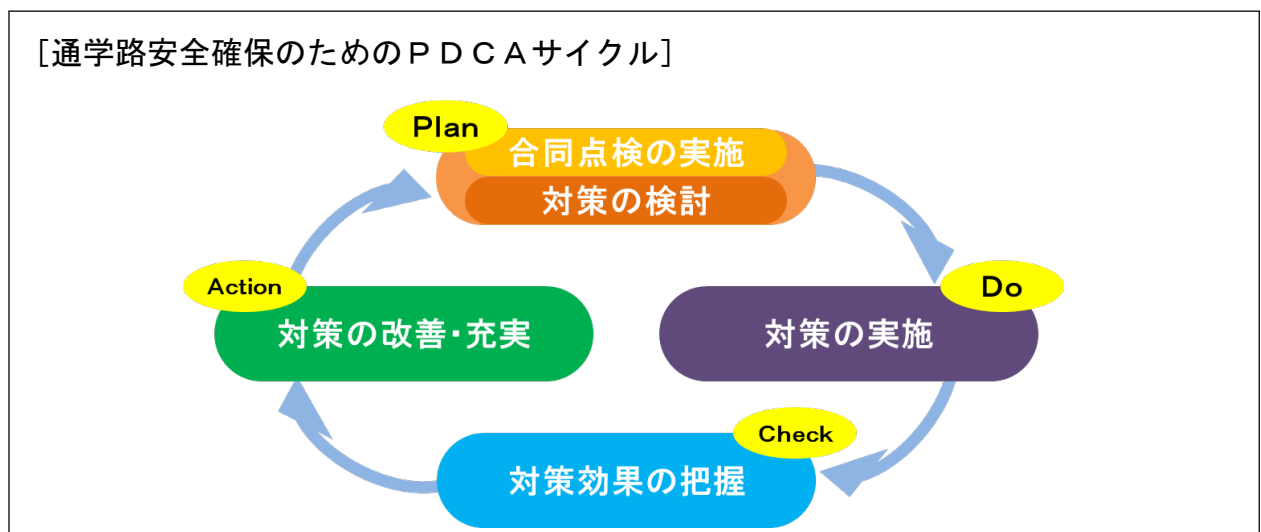 ［通学路安全確保のためのＰＤＣＡサイクル］
Plan
合同点検の実施
対策の検討
Do
対策の実施
Check
対策効果の把握
Action
対策の改善・充実